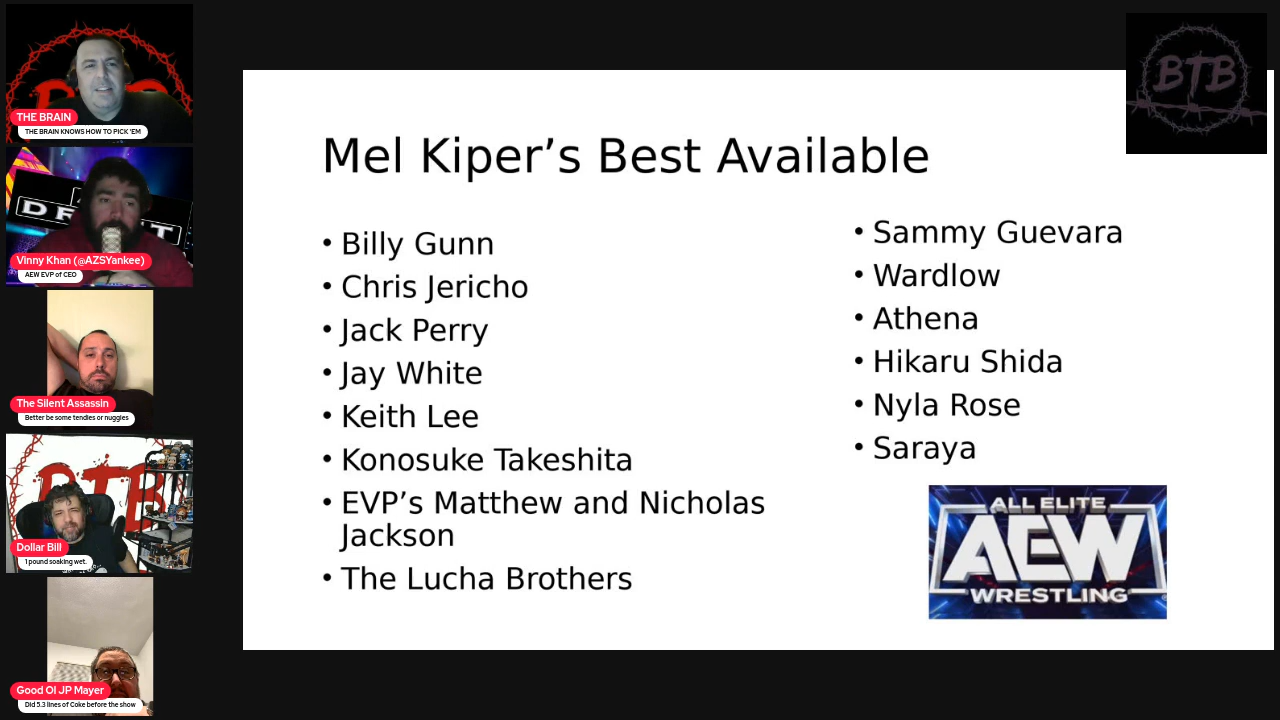 THE BRAIN
THE BRAIN KNOWS HOW TO PICK 'EM
Vinny Khan (@AZSYankee)
AEW EVP of CEO
The Silent Assassin
Better be some tendies or nuggies
BTB
Dollar Bill
1 pound soaking wet.
Good Ol JP Mayer
Did 5.3 lines of Coke before the show
BTB
Mel Kiper’s Best Available
• Billy Gunn
• Chris Jericho
• Jack Perry
• Jay White
• Keith Lee
• Konosuke Takeshita
• EVP’s Matthew and Nicholas
Jackson
• The Lucha Brothers
• Sammy Guevara
• Wardlow
• Athena
• Hikaru Shida
• Nyla Rose
• Saraya
ALL ELITE
AEW
WRESTLING